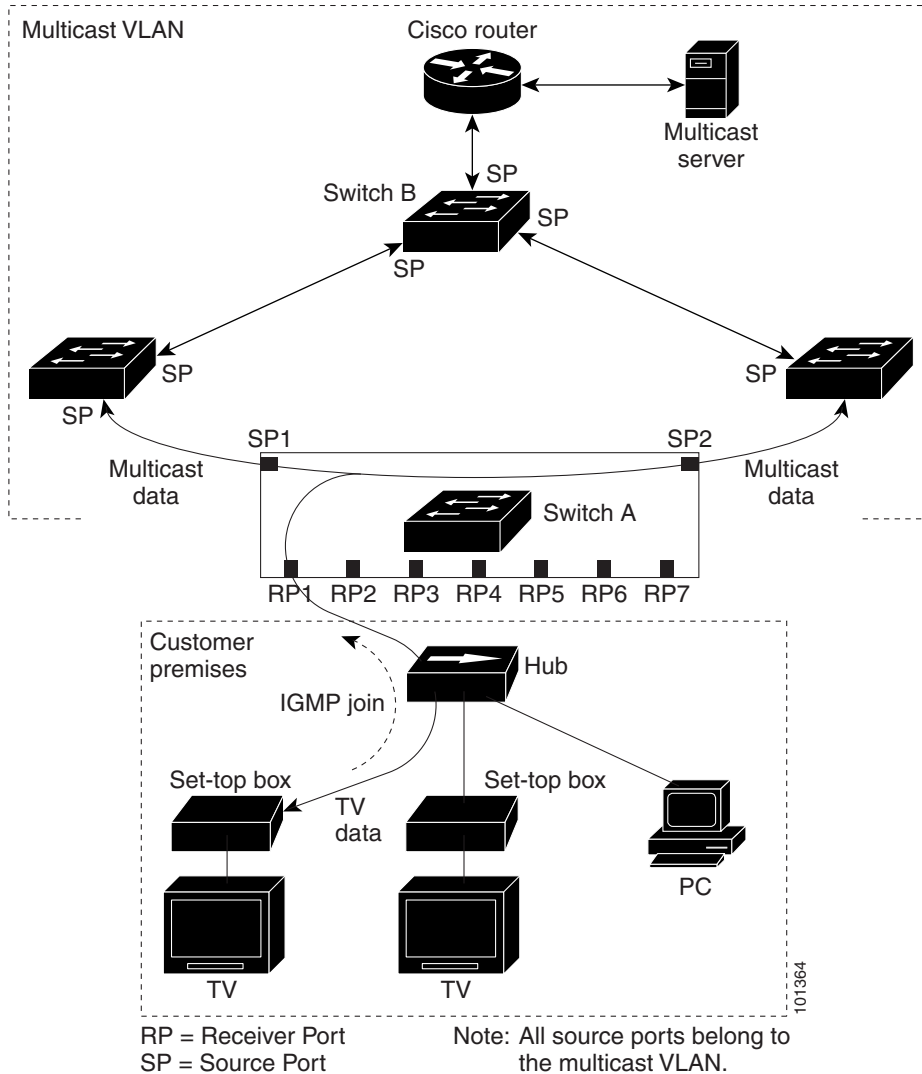 Multicast VLAN
Cisco router
Multicast
server
SP
Switch B
SP
SP
SP
SP
SP
SP1
SP2
Multicast
data
Multicast
data
Switch A
RP1 RP2 RP3 RP4 RP5 RP6 RP7
Customer
premises
Hub
IGMP join
Set-top box
Set-top box
TV
data
PC
TV
TV
101364
RP = Receiver Port
SP = Source Port
Note: All source ports belong to
the multicast VLAN.